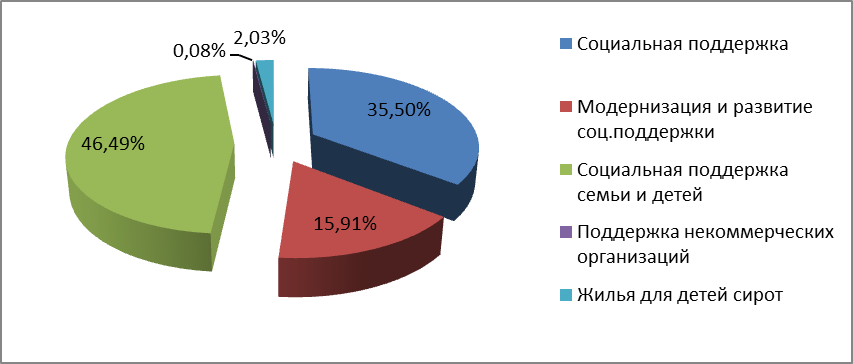 2,03%
0,08%
35,50%
46,49%
15,91%
Социальная поддержка
Модернизация и развитие
соц.поддержки
Социальная поддержка
семьи и детей
Поддержка некоммерческих
организаций
Жилья для детей сирот